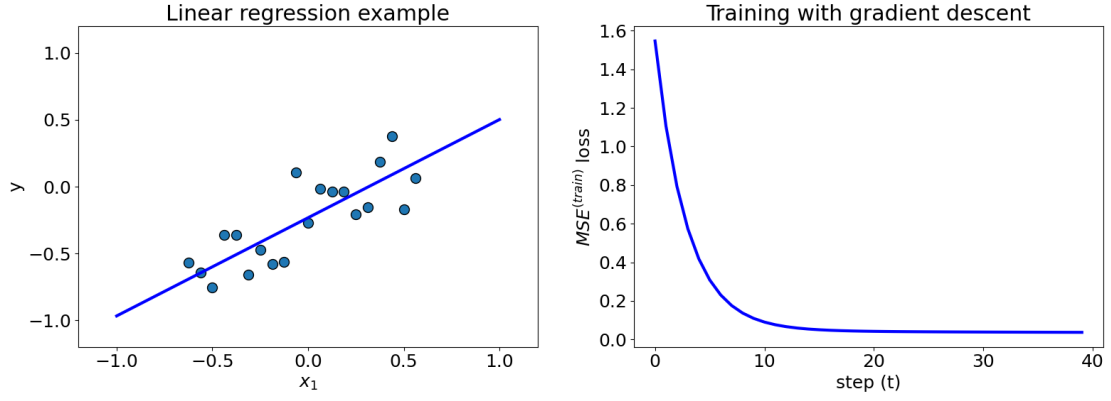 Linear regression example
1.0
0.5
0.0
−0.5
−1.0
y
−1.0 −0.5 0.0 0.5 1.0
x₁
Training with gradient descent
1.6
1.4
1.2
1.0
0.8
0.6
0.4
0.2
0.0
MSE⁽ᵗʳᵃⁱⁿ⁾ loss
0 10 20 30 40
step (t)